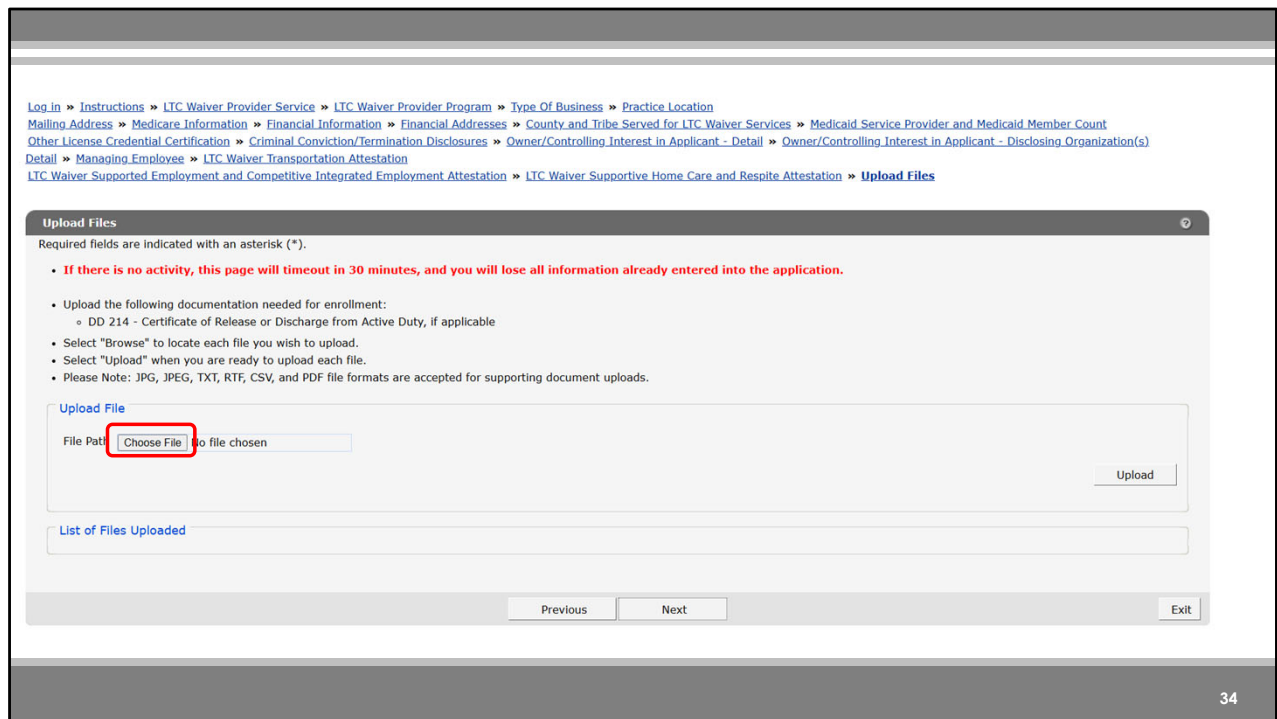 Log in » Instructions » LTC Waiver Provider Service » LTC Waiver Provider Program » Type Of Business » Practice Location
Mailing Address » Medicare Information » Financial Information » Financial Addresses » County and Tribe Served for LTC Waiver Services » Medicaid Service Provider and Medicaid Member Count
Other License Credential Certification » Criminal Conviction/Termination Disclosures » Owner/Controlling Interest in Applicant - Detail » Owner/Controlling Interest in Applicant - Disclosing Organization(s)
Detail » Managing Employee » LTC Waiver Transportation Attestation
LTC Waiver Supported Employment and Competitive Integrated Employment Attestation » LTC Waiver Supportive Home Care and Respite Attestation » Upload Files
Upload Files ?
Required fields are indicated with an asterisk (*).
• If there is no activity, this page will timeout in 30 minutes, and you will lose all information already entered into the application.
• Upload the following documentation needed for enrollment:
◦ DD 214 - Certificate of Release or Discharge from Active Duty, if applicable
• Select "Browse" to locate each file you wish to upload.
• Select "Upload" when you are ready to upload each file.
• Please Note: JPG, JPEG, TXT, RTF, CSV, and PDF file formats are accepted for supporting document uploads.
Upload File
File Path Choose File No file chosen
Upload
List of Files Uploaded
Previous Next Exit
34